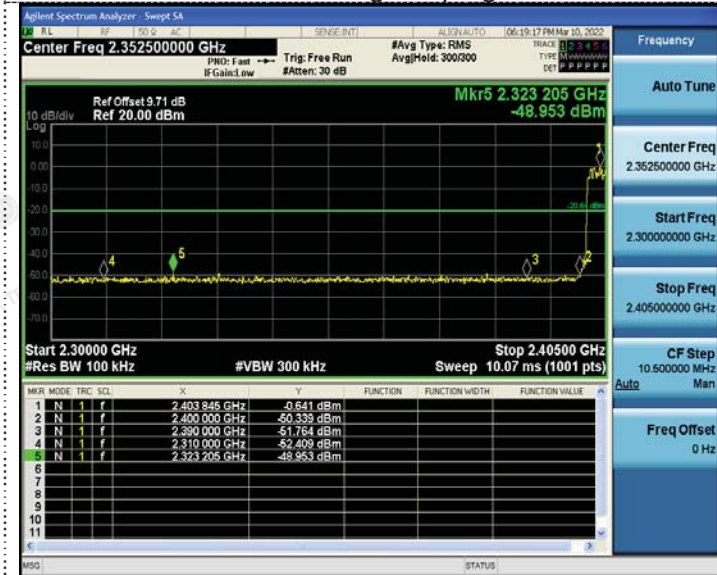 Agilent Spectrum Analyzer - Swept SA
RL RF 50 Ω AC SENSE:INT ALIGNAUTO 06:19:17 PM Mar 10, 2022
Center Freq 2.352500000 GHz
PNO: Fast
IFGain:Low
Trig: Free Run
#Atten: 30 dB
#Avg Type: RMS
Avg|Hold: 300/300
TRACE 1 2 3 4 5 6
TYPE M
DET P P P P P P
Ref Offset 9.71 dB
Ref 20.00 dBm
10 dB/div
Log
Mkr5 2.323 205 GHz
-48.953 dBm
10.0
0.00
-10.0
-20.0
-20.64 dBm
-30.0
-40.0
-50.0
-60.0
-70.0
4
5
3
2
Start 2.30000 GHz
#Res BW 100 kHz
#VBW 300 kHz
Stop 2.40500 GHz
Sweep 10.07 ms (1001 pts)
MKR MODE TRC SCL X Y FUNCTION FUNCTION WIDTH FUNCTION VALUE
1 N 1 f 2.403 845 GHz -0.641 dBm
2 N 1 f 2.400 000 GHz -50.339 dBm
3 N 1 f 2.390 000 GHz -51.764 dBm
4 N 1 f 2.310 000 GHz -52.409 dBm
5 N 1 f 2.323 205 GHz -48.953 dBm
6
7
8
9
10
11
MSG
STATUS
Frequency
Auto Tune
Center Freq
2.352500000 GHz
Start Freq
2.300000000 GHz
Stop Freq
2.405000000 GHz
CF Step
10.500000 MHz
Auto Man
Freq Offset
0 Hz